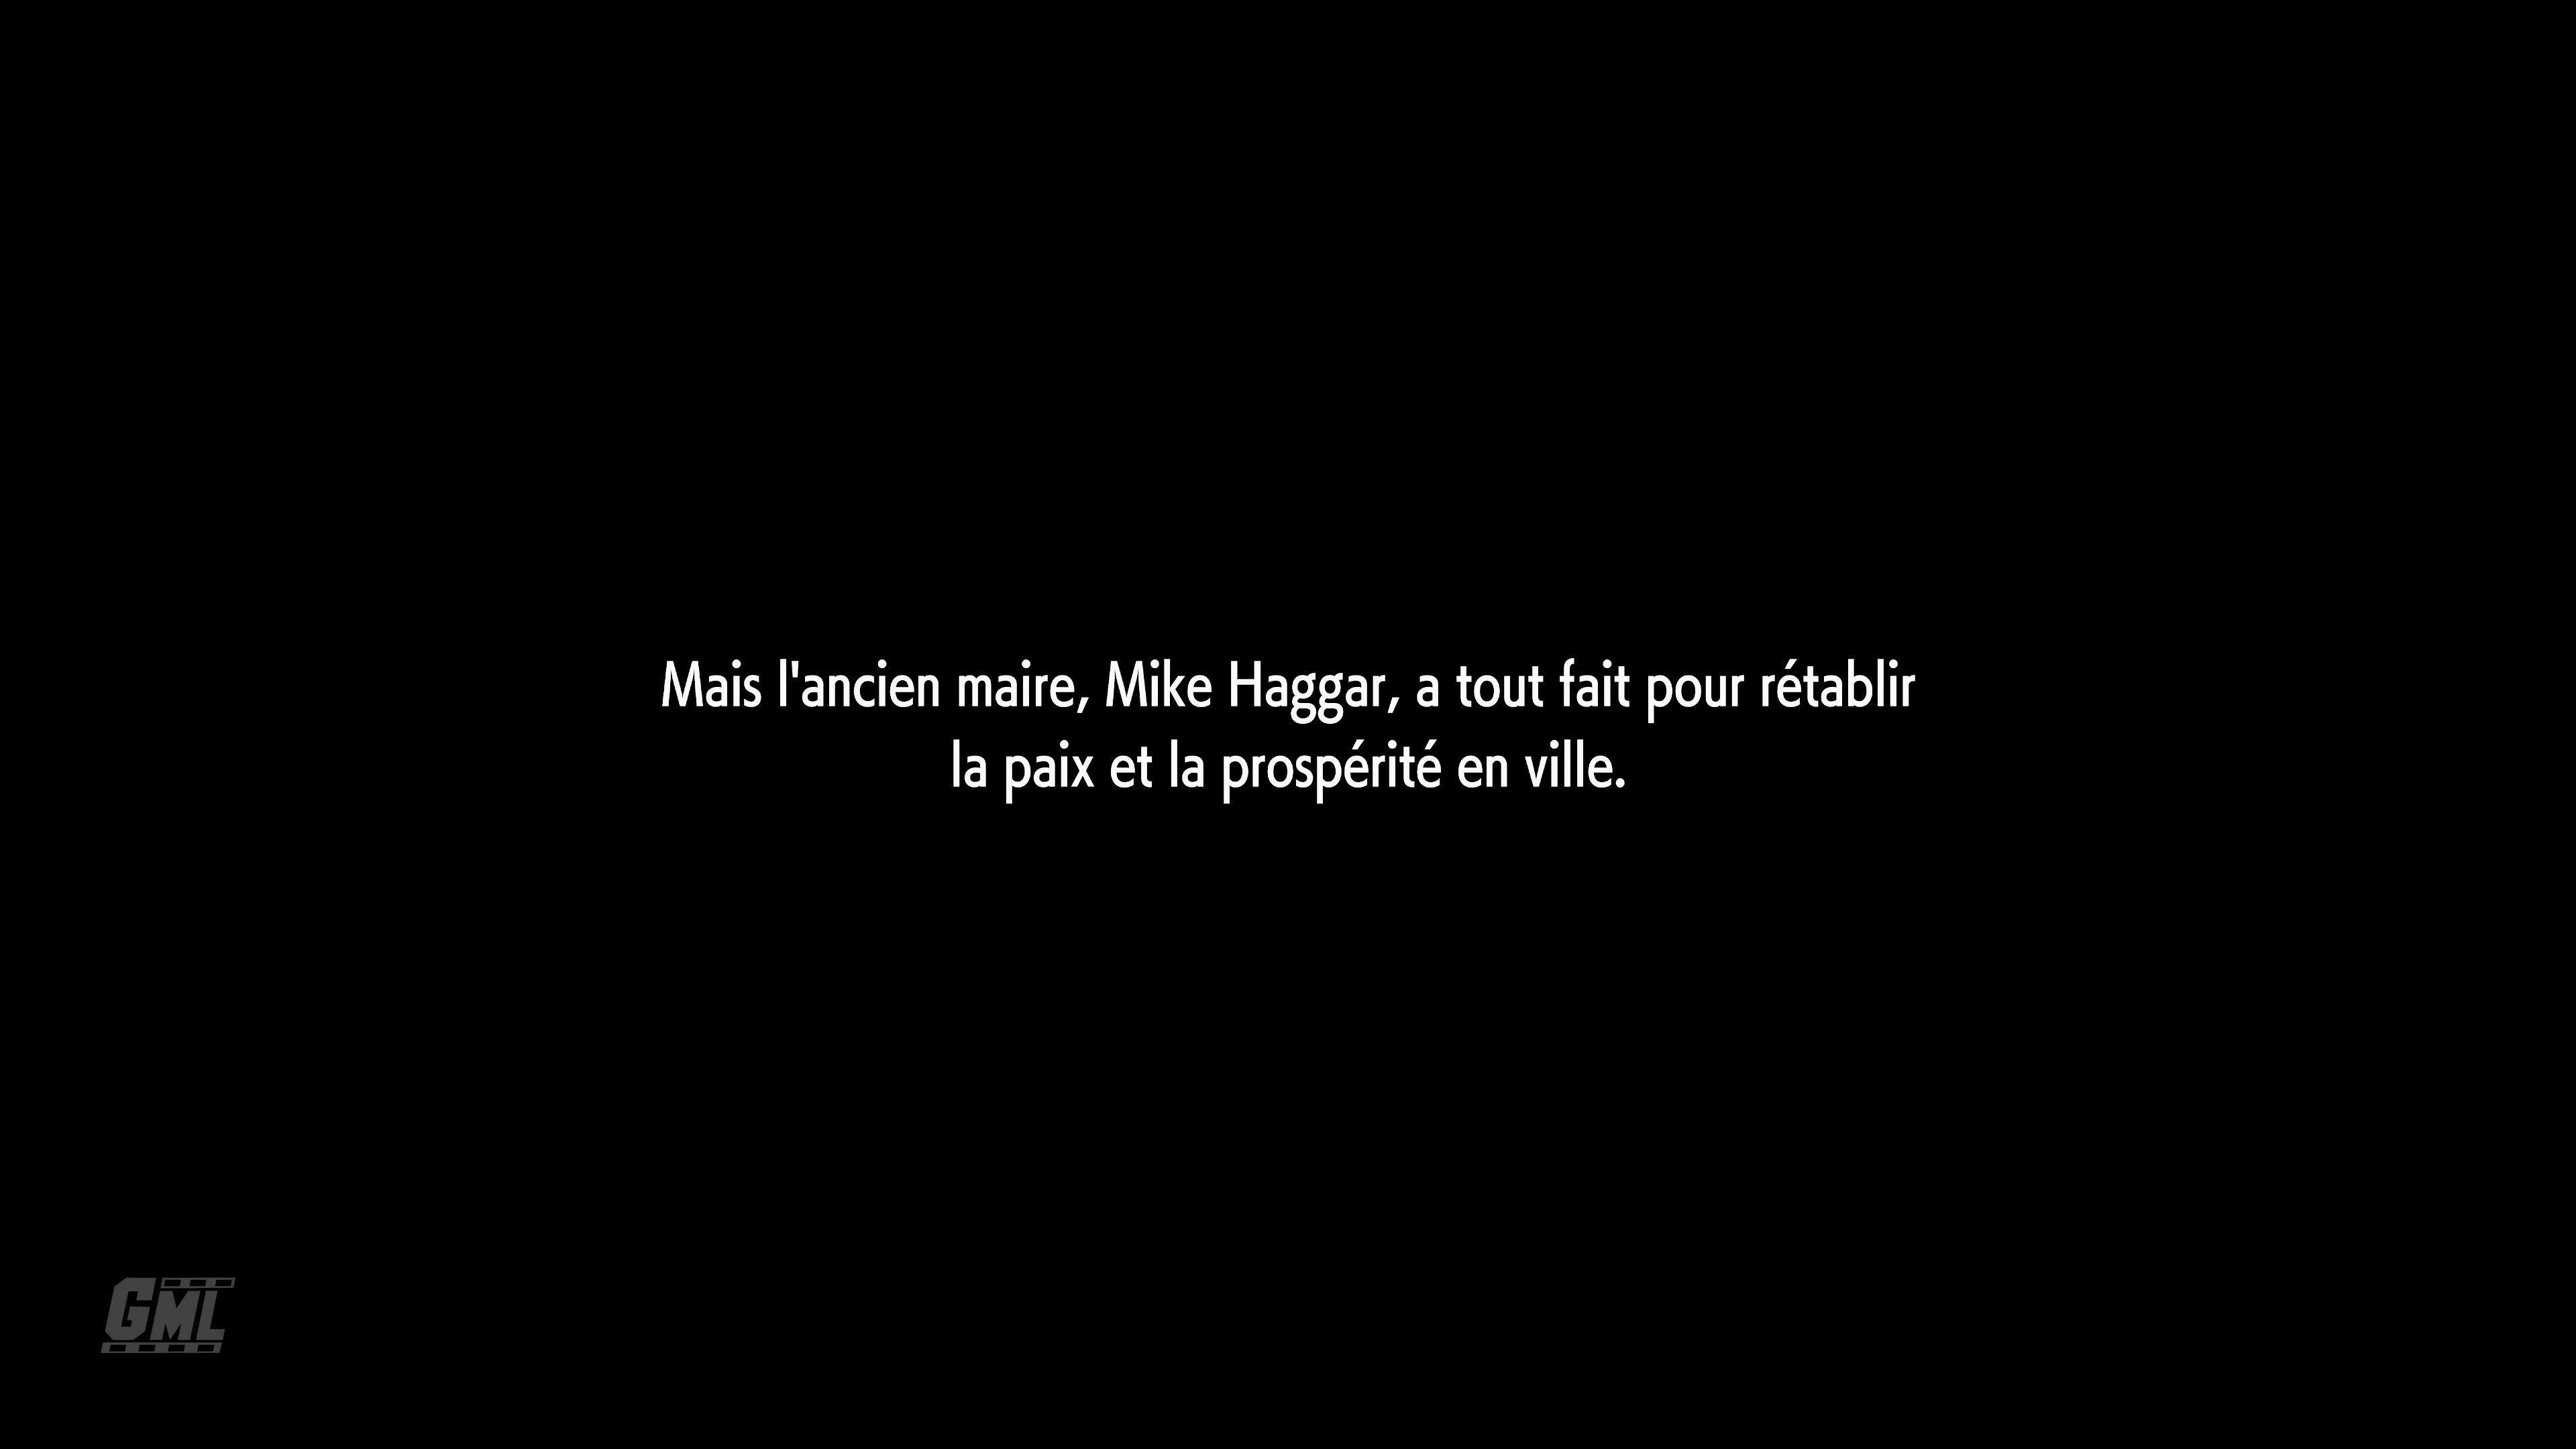 Mais l'ancien maire, Mike Haggar, a tout fait pour rétablir
la paix et la prospérité en ville.
GML